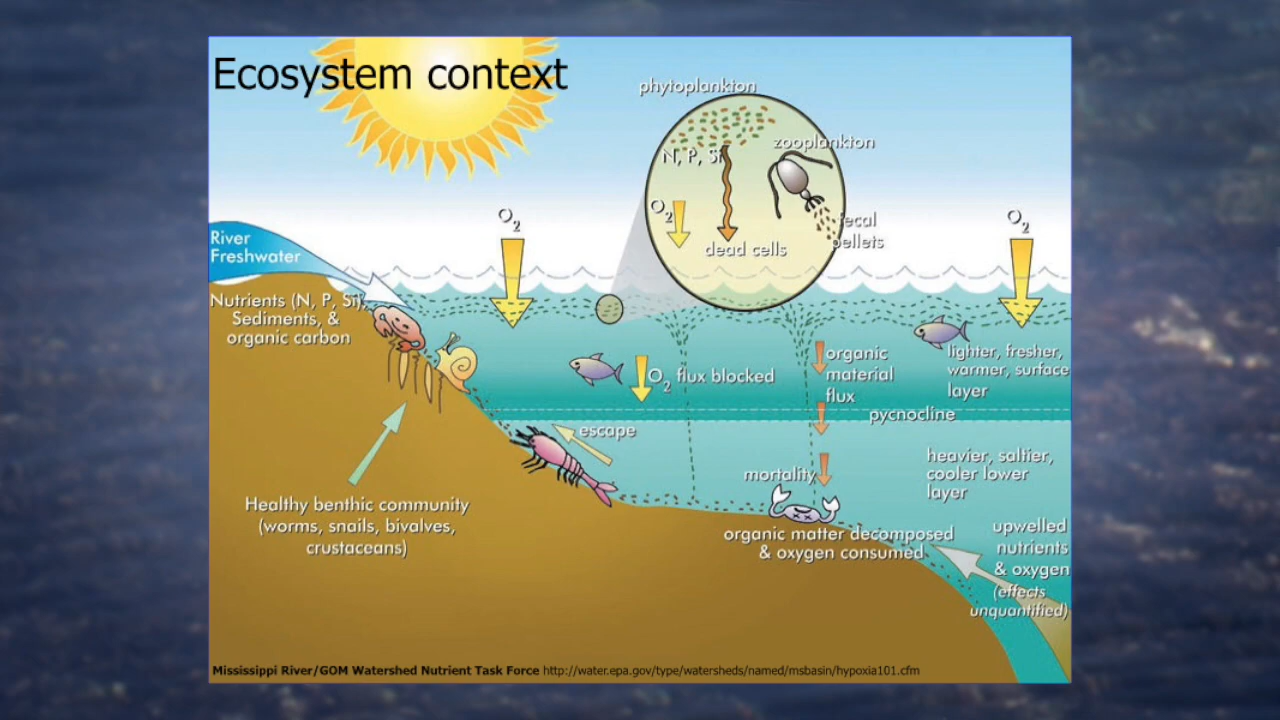 Ecosystem context
phytoplankton
zooplankton
N, P, Si
O2
fecal
pellets
dead cells
O2
O2
River
Freshwater
Nutrients (N, P, Si),
Sediments, &
organic carbon
O2 flux blocked
organic
material
flux
lighter, fresher,
warmer, surface
layer
pycnocline
escape
mortality
heavier, saltier,
cooler lower
layer
Healthy benthic community
(worms, snails, bivalves,
crustaceans)
organic matter decomposed
& oxygen consumed
upwelled
nutrients
& oxygen
(effects
unquantified)
Mississippi River/GOM Watershed Nutrient Task Force http://water.epa.gov/type/watersheds/named/msbasin/hypoxia101.cfm